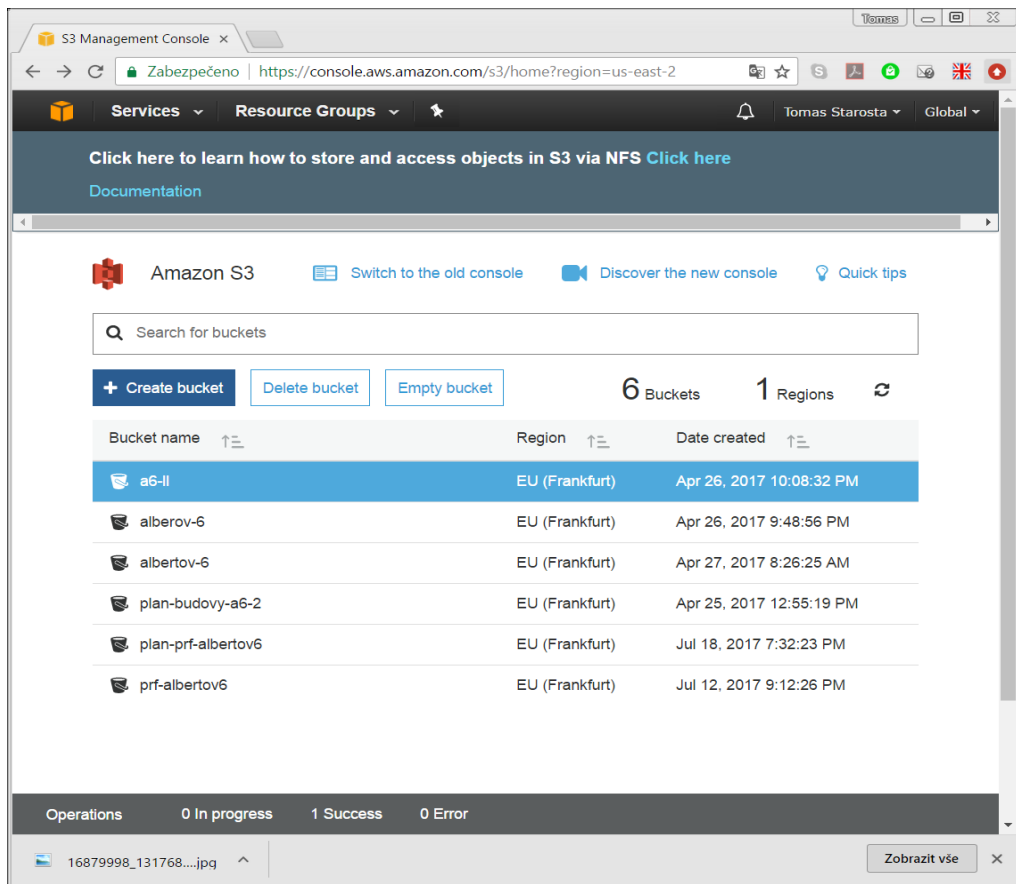 Tomas
S3 Management Console
Zabezpečeno https://console.aws.amazon.com/s3/home?region=us-east-2
Services Resource Groups Tomas Starosta Global
Click here to learn how to store and access objects in S3 via NFS Click here
Documentation
Amazon S3 Switch to the old console Discover the new console Quick tips
Search for buckets
+ Create bucket Delete bucket Empty bucket 6 Buckets 1 Regions
Bucket name Region Date created
a6-II EU (Frankfurt) Apr 26, 2017 10:08:32 PM
alberov-6 EU (Frankfurt) Apr 26, 2017 9:48:56 PM
albertov-6 EU (Frankfurt) Apr 27, 2017 8:26:25 AM
plan-budovy-a6-2 EU (Frankfurt) Apr 25, 2017 12:55:19 PM
plan-prf-albertov6 EU (Frankfurt) Jul 18, 2017 7:32:23 PM
prf-albertov6 EU (Frankfurt) Jul 12, 2017 9:12:26 PM
Operations 0 In progress 1 Success 0 Error
16879998_131768....jpg Zobrazit vše